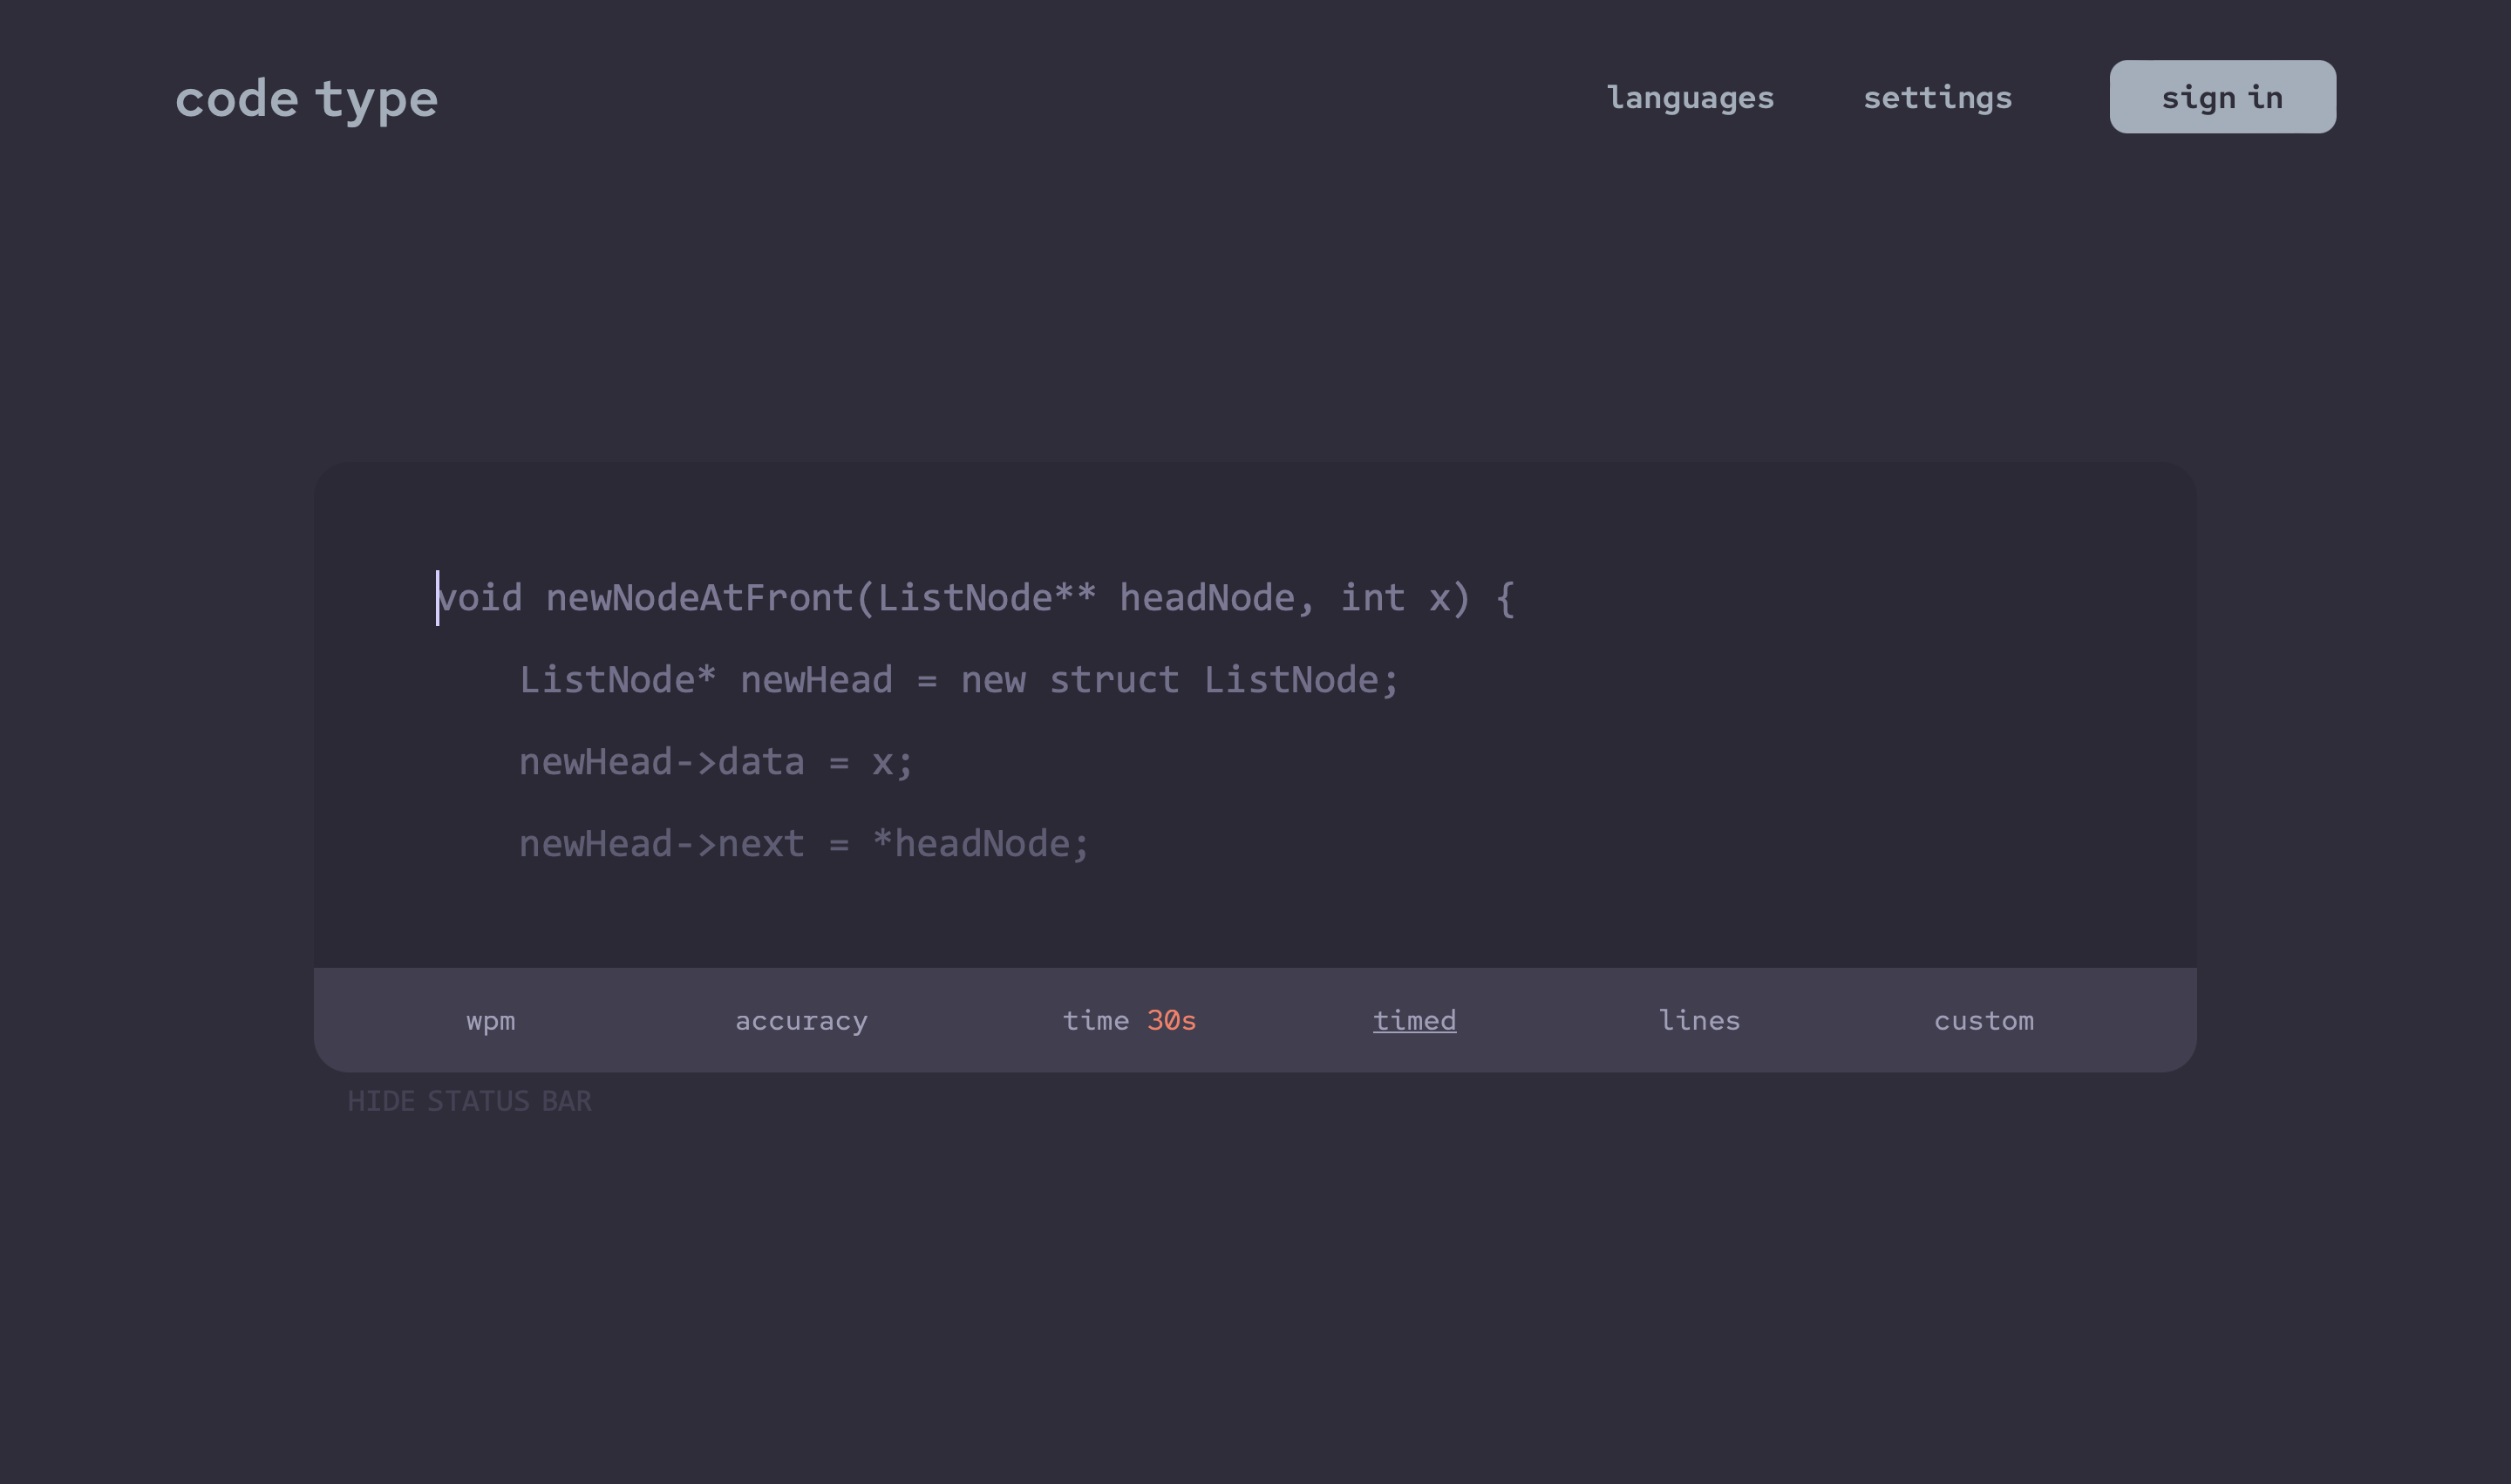 code type
languages settings sign in
void newNodeAtFront(ListNode** headNode, int x) {
ListNode* newHead = new struct ListNode;
newHead->data = x;
newHead->next = *headNode;
wpm accuracy time 30s timed lines custom
HIDE STATUS BAR